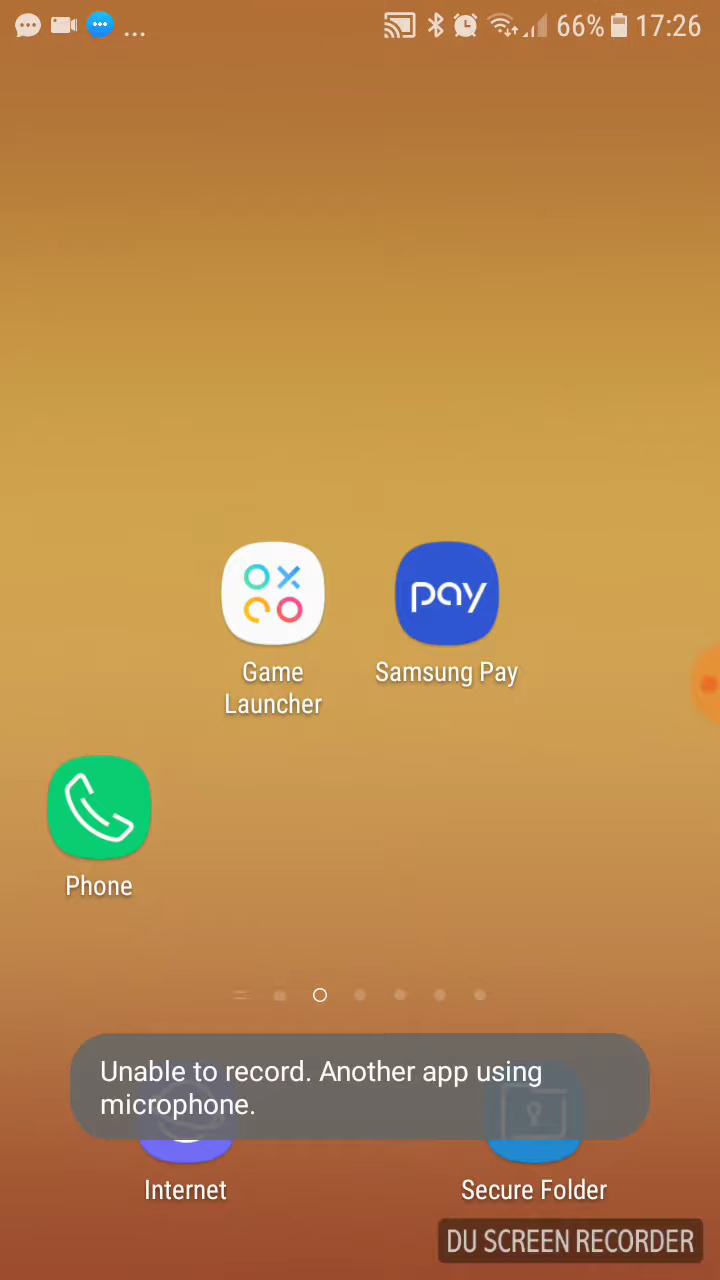 ... 66% 17:26
pay
Game Samsung Pay
Launcher
Phone
Unable to record. Another app using
microphone.
Internet Secure Folder
DU SCREEN RECORDER